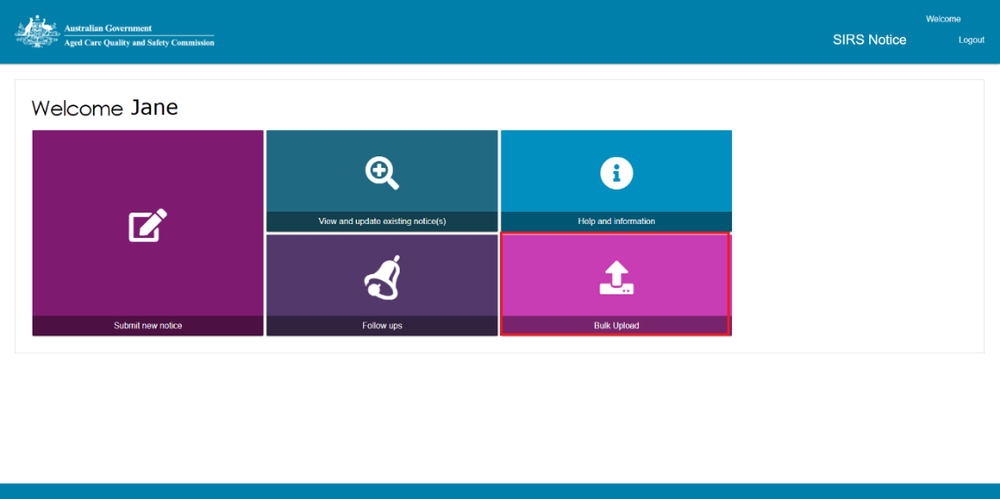 Australian Government
Aged Care Quality and Safety Commission
Welcome
SIRS Notice
Logout
Welcome Jane
View and update existing notice(s)
Help and information
Submit new notice
Follow ups
Bulk Upload